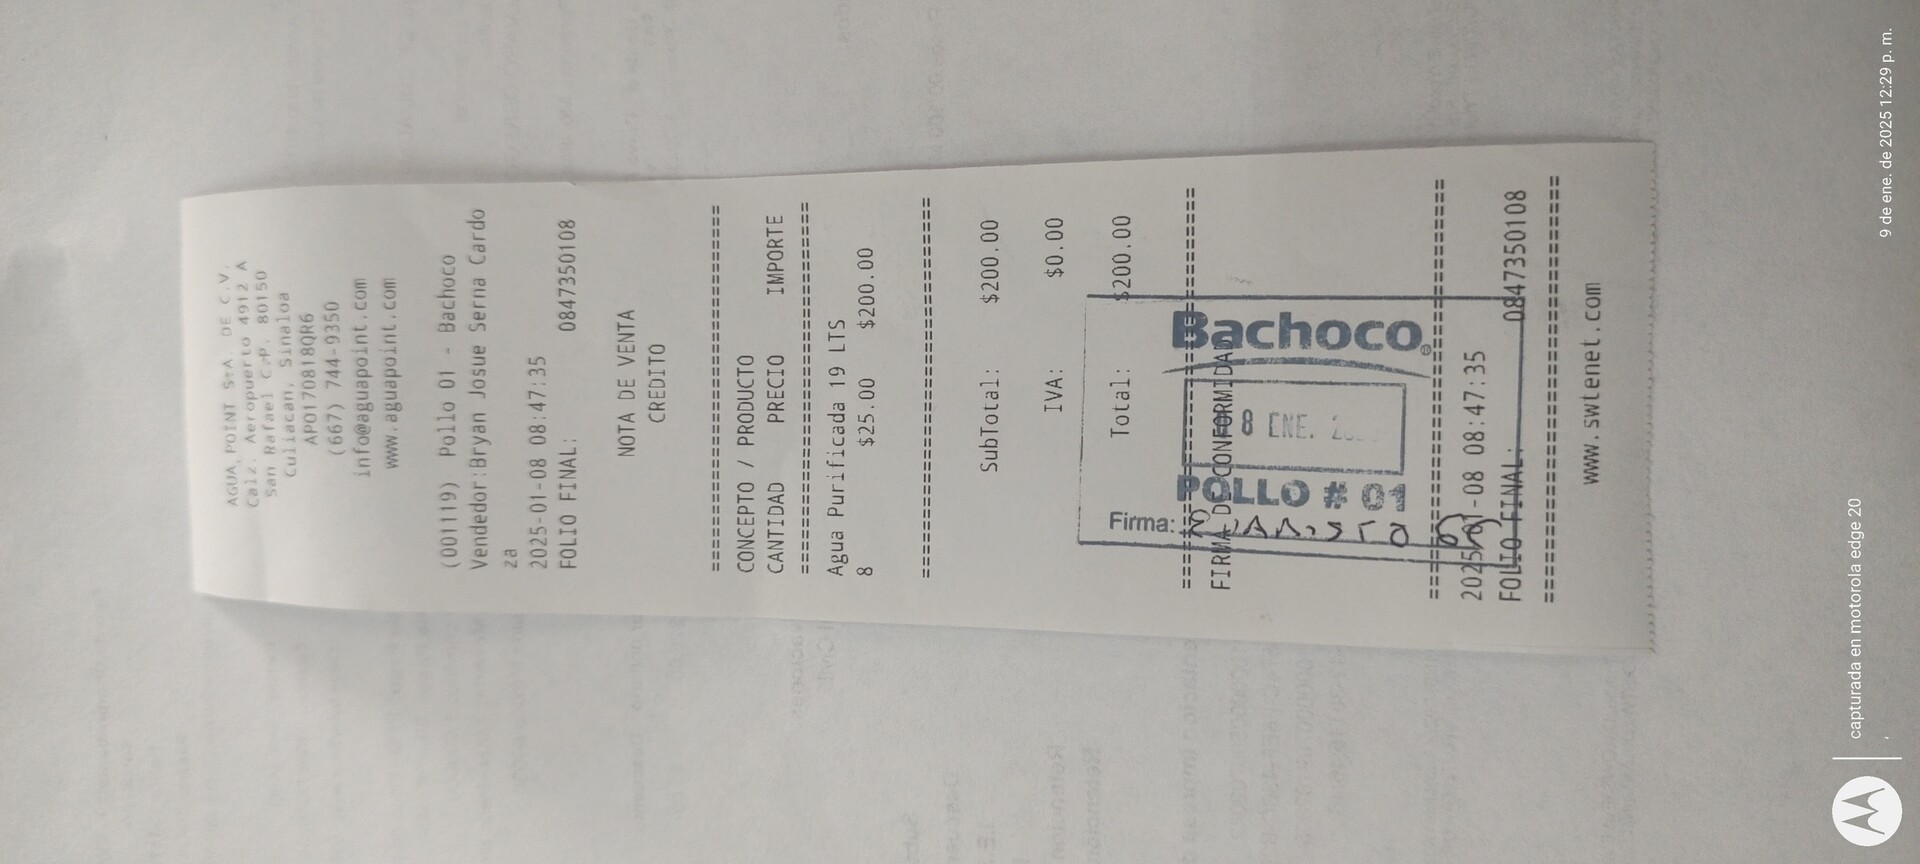 AGUA POINT S.A. DE C.V.
Calz. Aeropuerto 4912 A
San Rafael C.P. 80150
Culiacan, Sinaloa
APO170818QR6
(667) 744-9350
info@aguapoint.com
www.aguapoint.com
(001119) Pollo 01 - Bachoco
Vendedor:Bryan Josue Serna Cardo
za
2025-01-08 08:47:35
FOLIO FINAL: 0847350108
NOTA DE VENTA
CREDITO
================================
CONCEPTO / PRODUCTO
CANTIDAD PRECIO IMPORTE
================================
Agua Purificada 19 LTS
8 $25.00 $200.00
================================
SubTotal: $200.00
IVA: $0.00
Total: $200.00
================================
FIRMA DE CONFORMIDAD
Bachoco®
8 ENE.
POLLO # 01
Firma:
================================
2025-01-08 08:47:35
FOLIO FINAL: 0847350108
================================
www.swtenet.com
capturada en motorola edge 20
9 de ene. de 2025 12:29 p. m.